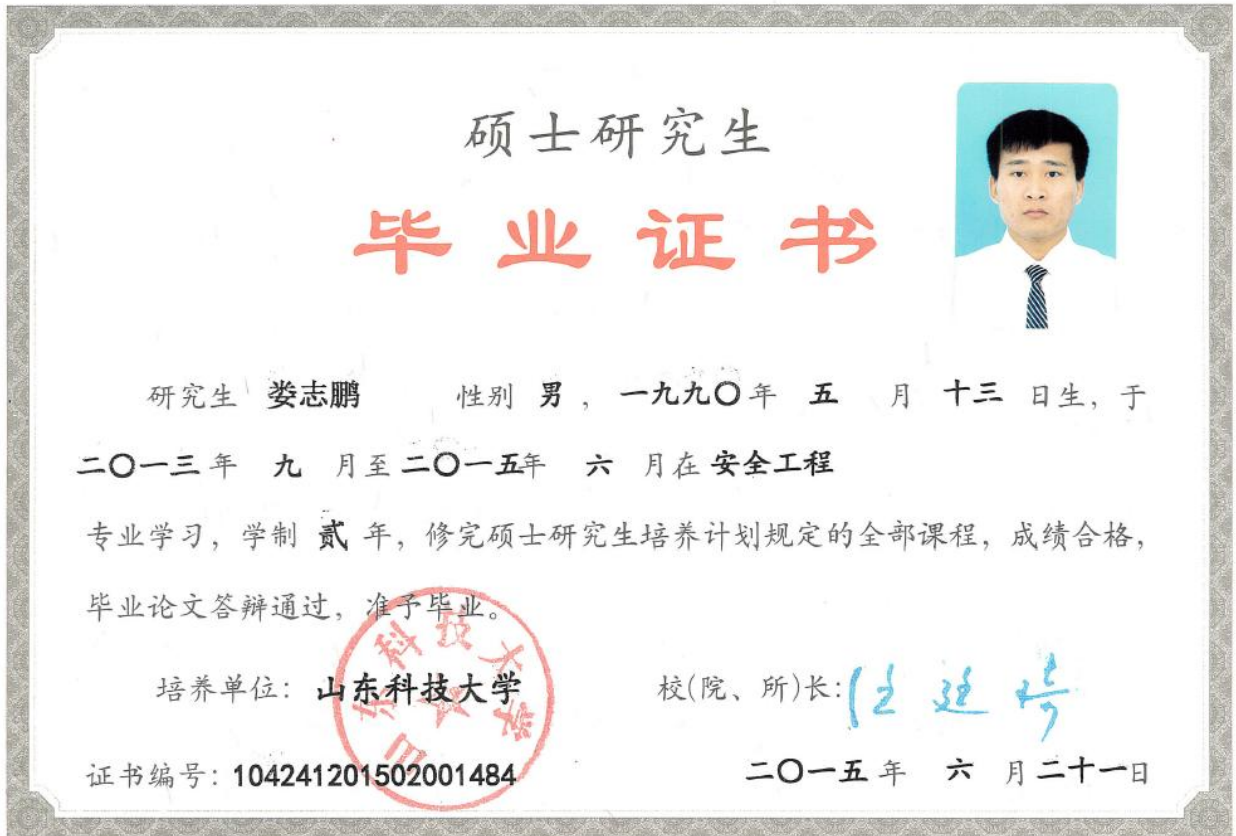 硕士研究生
毕业证书
研究生 娄志鹏 性别 男，一九九〇年 五 月 十三 日生，于
二〇一三年 九 月至二〇一五年 六 月在 安全工程
专业学习，学制 贰 年，修完硕士研究生培养计划规定的全部课程，成绩合格，
毕业论文答辩通过，准予毕业。
山东科技大学
培养单位：山东科技大学 校(院、所)长：
证书编号：104241201502001484 二〇一五年 六 月二十一日